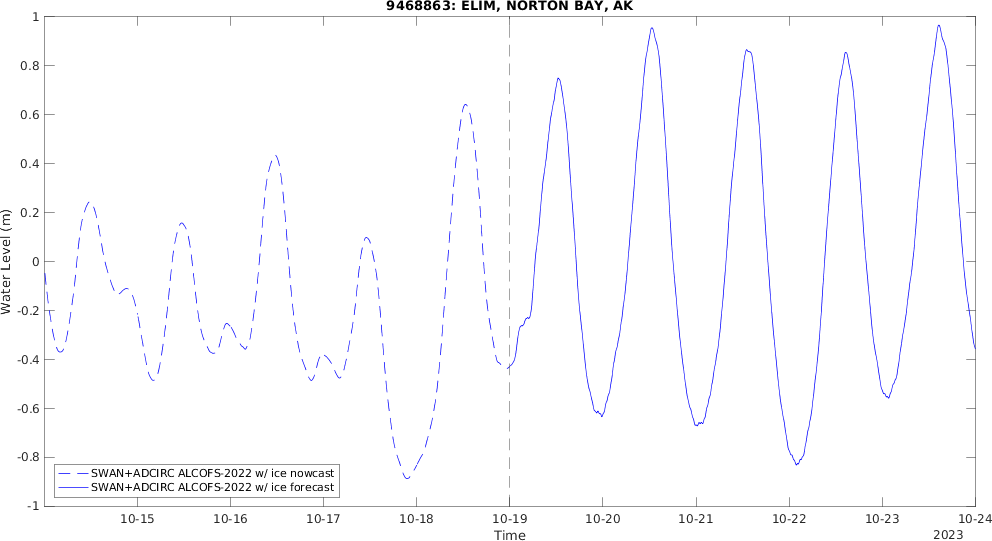 9468863: ELIM, NORTON BAY, AK
Water Level (m)
1
0.8
0.6
0.4
0.2
0
-0.2
-0.4
-0.6
-0.8
-1
SWAN+ADCIRC ALCOFS-2022 w/ ice nowcast
SWAN+ADCIRC ALCOFS-2022 w/ ice forecast
10-15 10-16 10-17 10-18 10-19 10-20 10-21 10-22 10-23 10-24
Time
2023